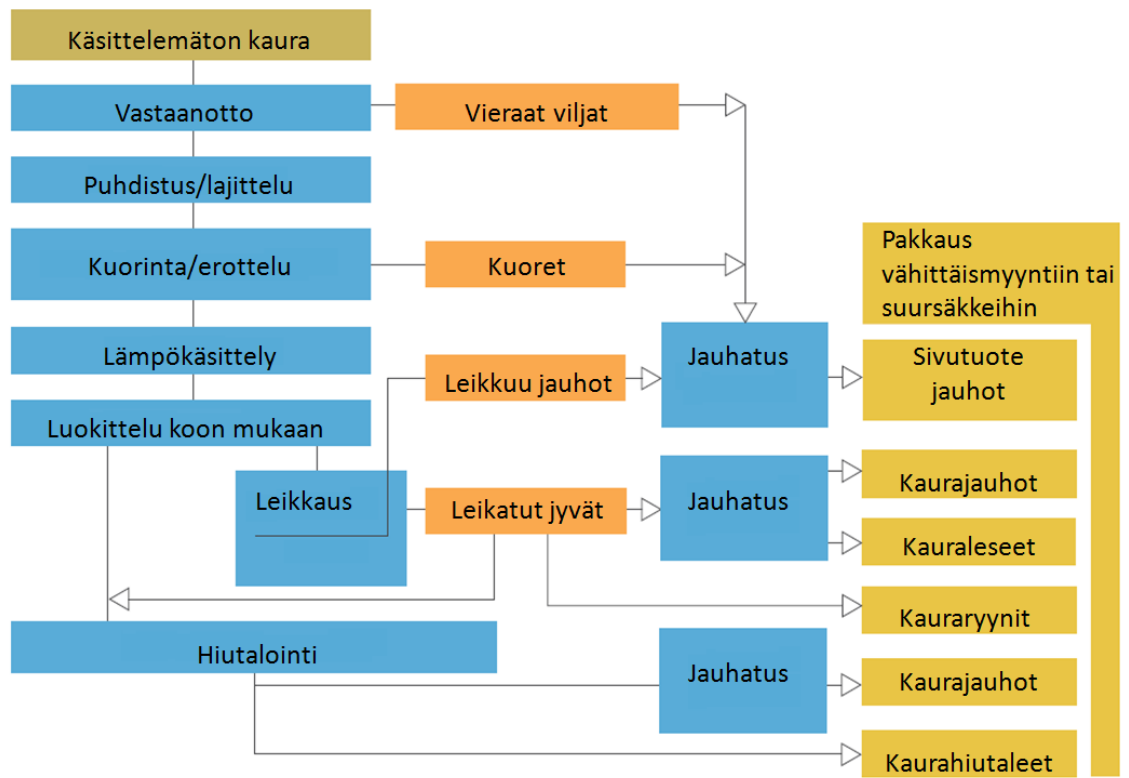 Käsittelemätön kaura
Vastaanotto
Vieraat viljat
Puhdistus/lajittelu
Kuorinta/erottelu
Kuoret
Pakkaus
vähittäismyyntiin tai
suursäkkeihin
Lämpökäsittely
Leikkuu jauhot
Jauhatus
Sivutuote
jauhot
Luokittelu koon mukaan
Leikkaus
Leikatut jyvät
Jauhatus
Kaurajauhot
Kauraleseet
Kauraryynit
Hiutalointi
Jauhatus
Kaurajauhot
Kaurahiutaleet